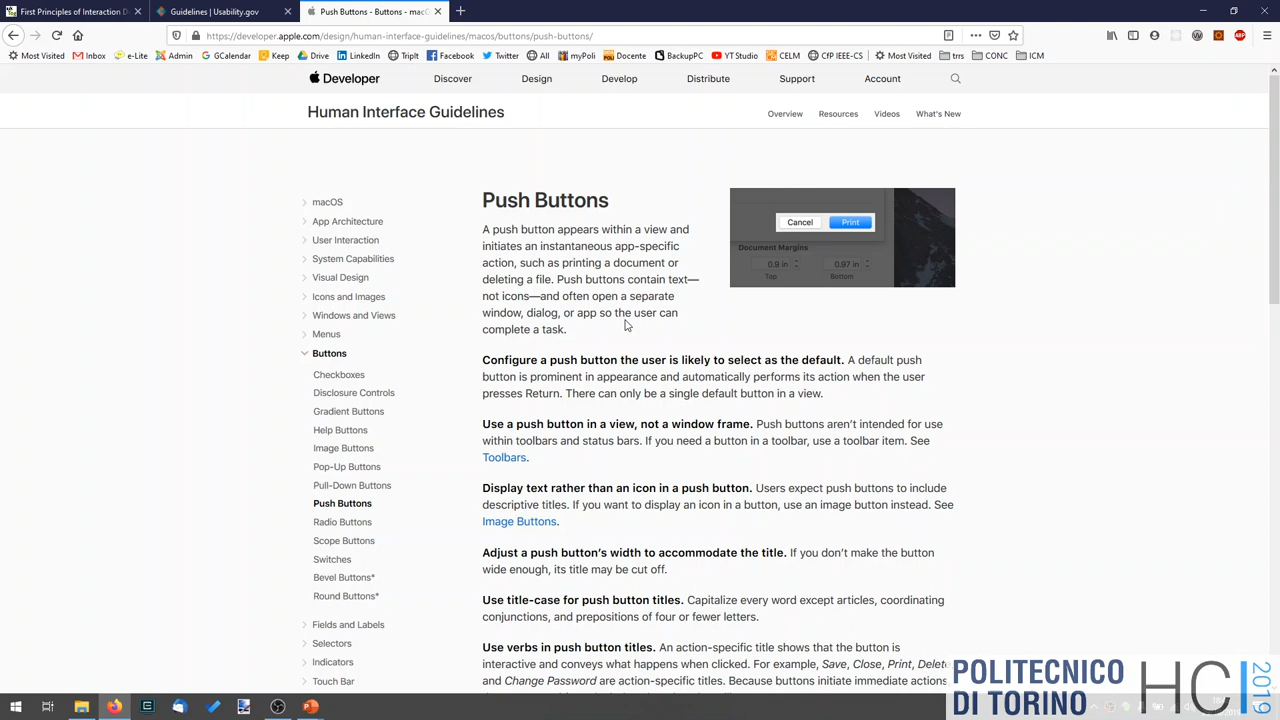 First Principles of Interaction D
Guidelines | Usability.gov
Push Buttons - Buttons - mac
https://developer.apple.com/design/human-interface-guidelines/macos/buttons/push-buttons/
Most Visited
Inbox
e-Lite
Admin
GCalendar
Keep
Drive
LinkedIn
TripIt
Facebook
Twitter
All
myPoli
Docente
BackupPC
YT Studio
CELM
CfP IEEE-CS
Most Visited
trrs
CONC
ICM
Developer
Discover
Design
Develop
Distribute
Support
Account
Human Interface Guidelines
Overview
Resources
Videos
What's New
macOS
App Architecture
User Interaction
System Capabilities
Visual Design
Icons and Images
Windows and Views
Menus
Buttons
Checkboxes
Disclosure Controls
Gradient Buttons
Help Buttons
Image Buttons
Pop-Up Buttons
Pull-Down Buttons
Push Buttons
Radio Buttons
Scope Buttons
Switches
Bevel Buttons*
Round Buttons*
Fields and Labels
Selectors
Indicators
Touch Bar
Push Buttons
A push button appears within a view and
initiates an instantaneous app-specific
action, such as printing a document or
deleting a file. Push buttons contain text—
not icons—and often open a separate
window, dialog, or app so the user can
complete a task.
Cancel
Print
Document Margins
0.9 in
0.97 in
Top
Bottom
Configure a push button the user is likely to select as the default. A default push
button is prominent in appearance and automatically performs its action when the user
presses Return. There can only be a single default button in a view.
Use a push button in a view, not a window frame. Push buttons aren’t intended for use
within toolbars and status bars. If you need a button in a toolbar, use a toolbar item. See
Toolbars.
Display text rather than an icon in a push button. Users expect push buttons to include
descriptive titles. If you want to display an icon in a button, use an image button instead. See
Image Buttons.
Adjust a push button’s width to accommodate the title. If you don’t make the button
wide enough, its title may be cut off.
Use title-case for push button titles. Capitalize every word except articles, coordinating
conjunctions, and prepositions of four or fewer letters.
Use verbs in push button titles. An action-specific title shows that the button is
interactive and conveys what happens when clicked. For example, Save, Close, Print, Delete
and Change Password are action-specific titles. Because buttons initiate immediate actions
POLITECNICO
DI TORINO
HCI
2019